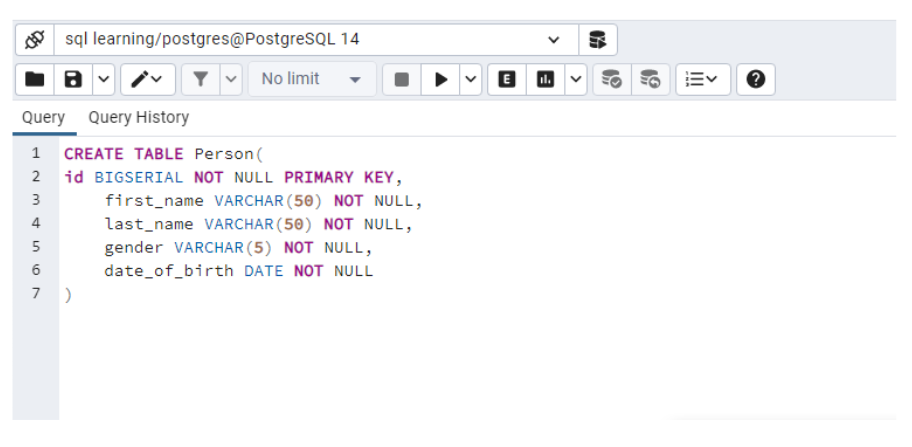 sql learning/postgres@PostgreSQL 14
No limit
E
Query Query History
1 CREATE TABLE Person(
2 id BIGSERIAL NOT NULL PRIMARY KEY,
3     first_name VARCHAR(50) NOT NULL,
4     last_name VARCHAR(50) NOT NULL,
5     gender VARCHAR(5) NOT NULL,
6     date_of_birth DATE NOT NULL
7 )